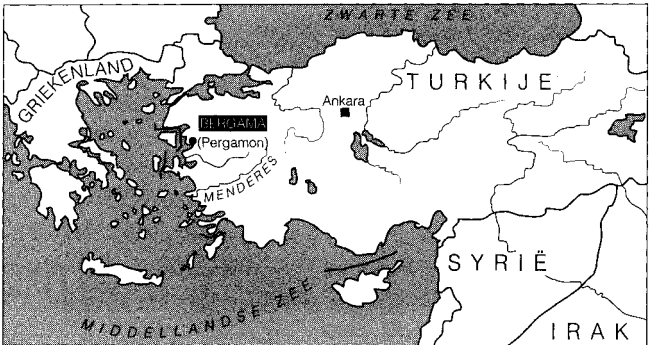 ZWARTE ZEE
GRIEKENLAND
TURKIJE
Ankara
BERGAMA
(Pergamon)
MENDERES
SYRIË
MIDDELLANDSE ZEE
IRAK